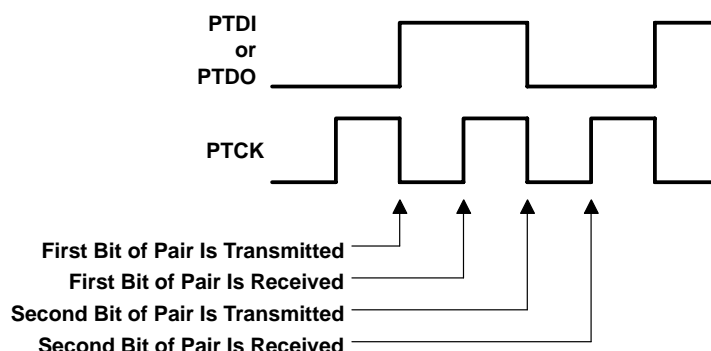 PTDI
or
PTDO
PTCK
First Bit of Pair Is Transmitted
First Bit of Pair Is Received
Second Bit of Pair Is Transmitted
Second Bit of Pair Is Received